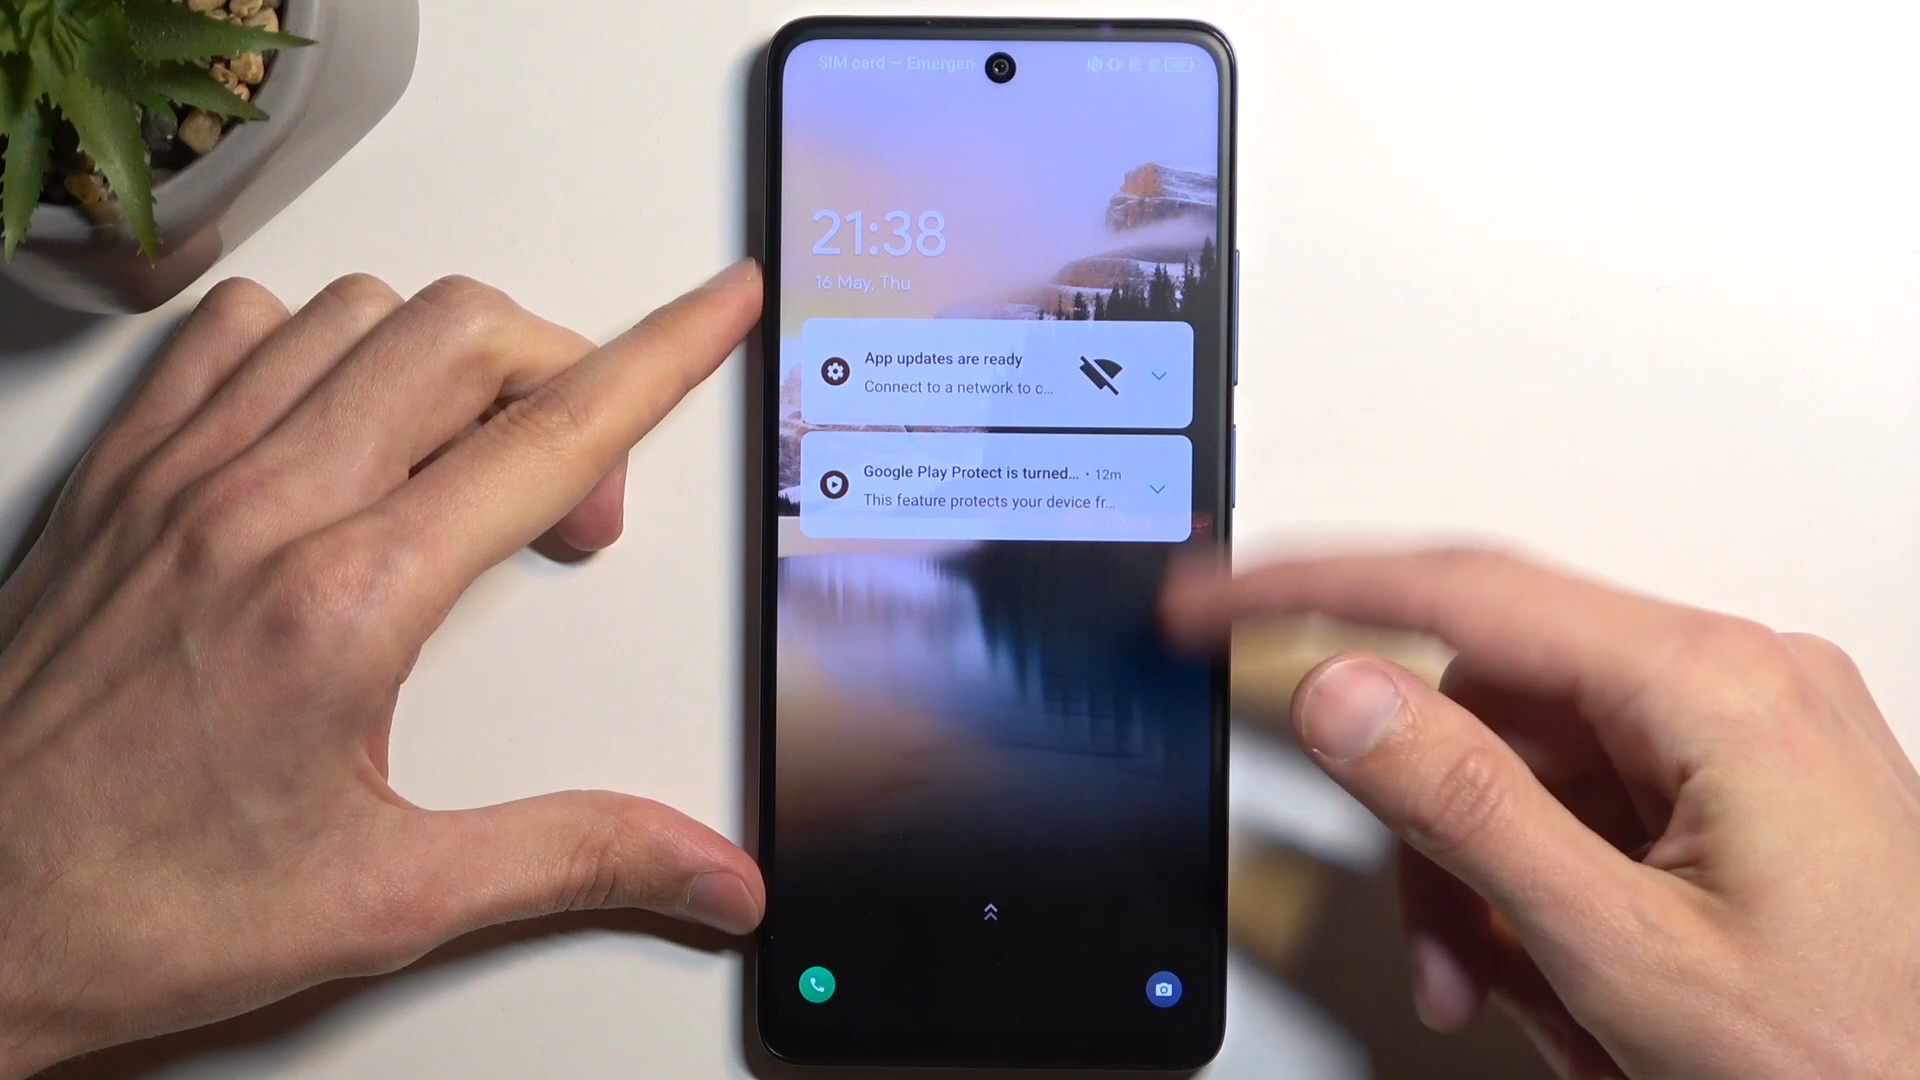 SIM card — Emergen
21:38
16 May, Thu
App updates are ready
Connect to a network to c...
Google Play Protect is turned... • 12m
This feature protects your device fr...